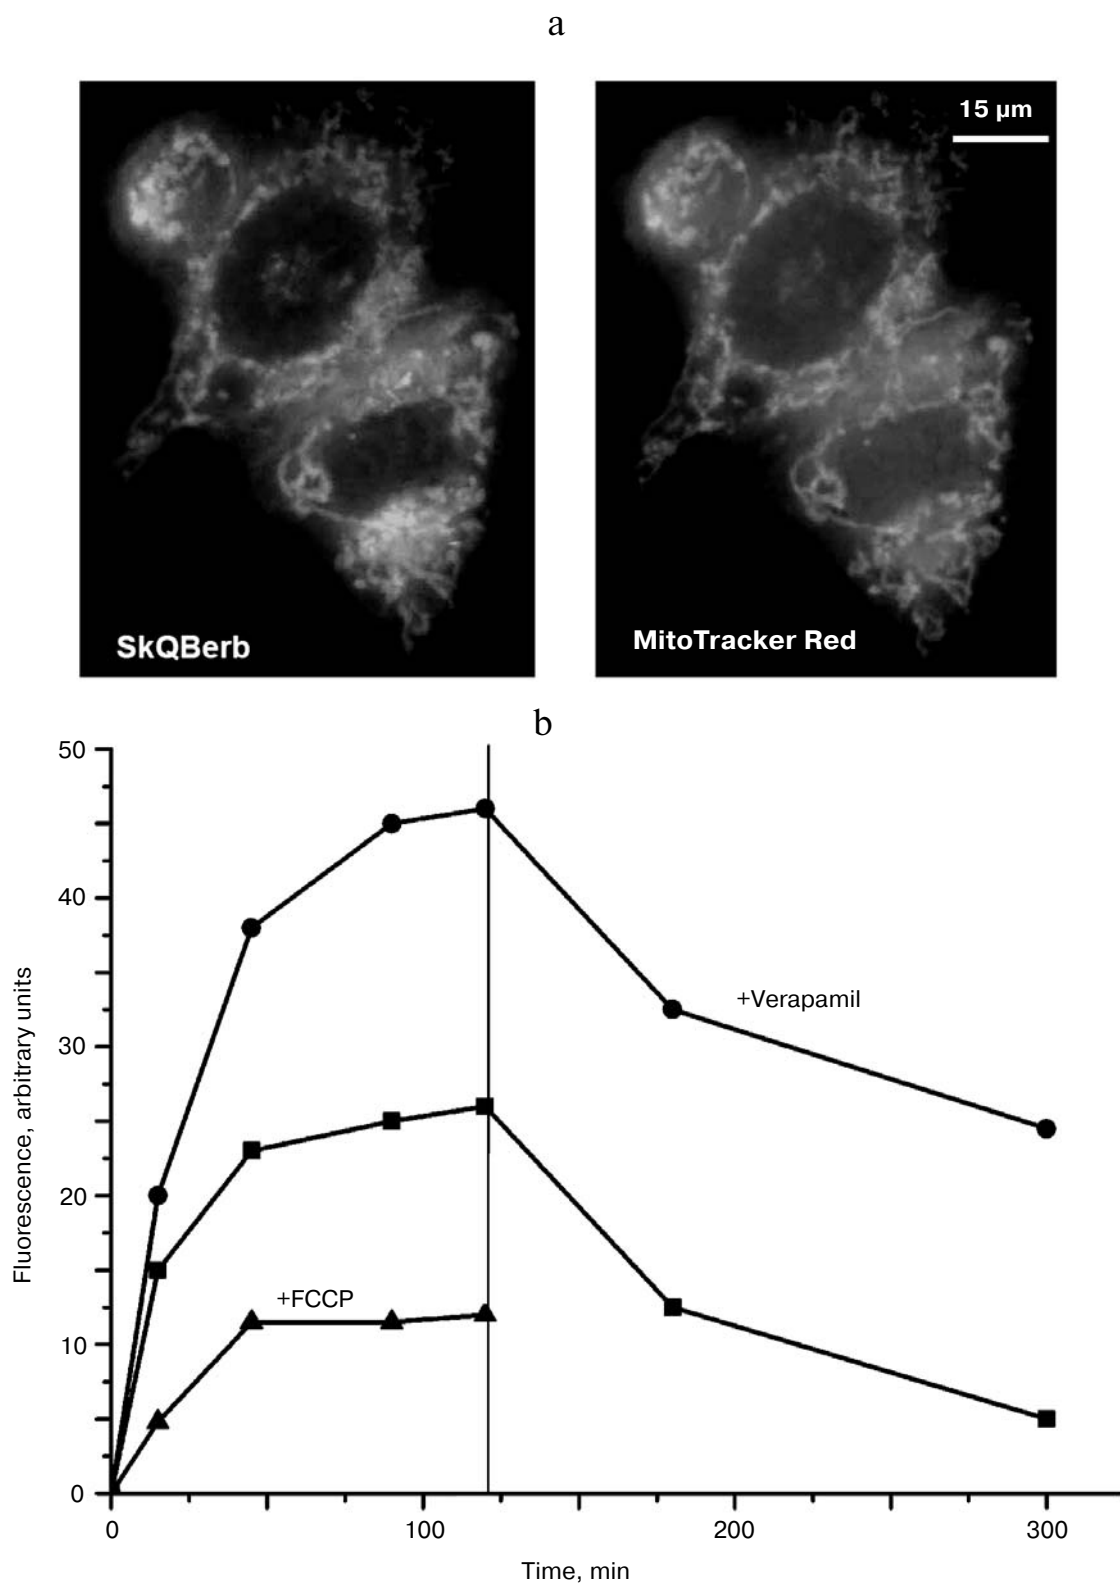 a
15 µm
SkQBerb
MitoTracker Red
b
50
40
30
20
10
0
Fluorescence, arbitrary units
+Verapamil
+FCCP
0 100 200 300
Time, min